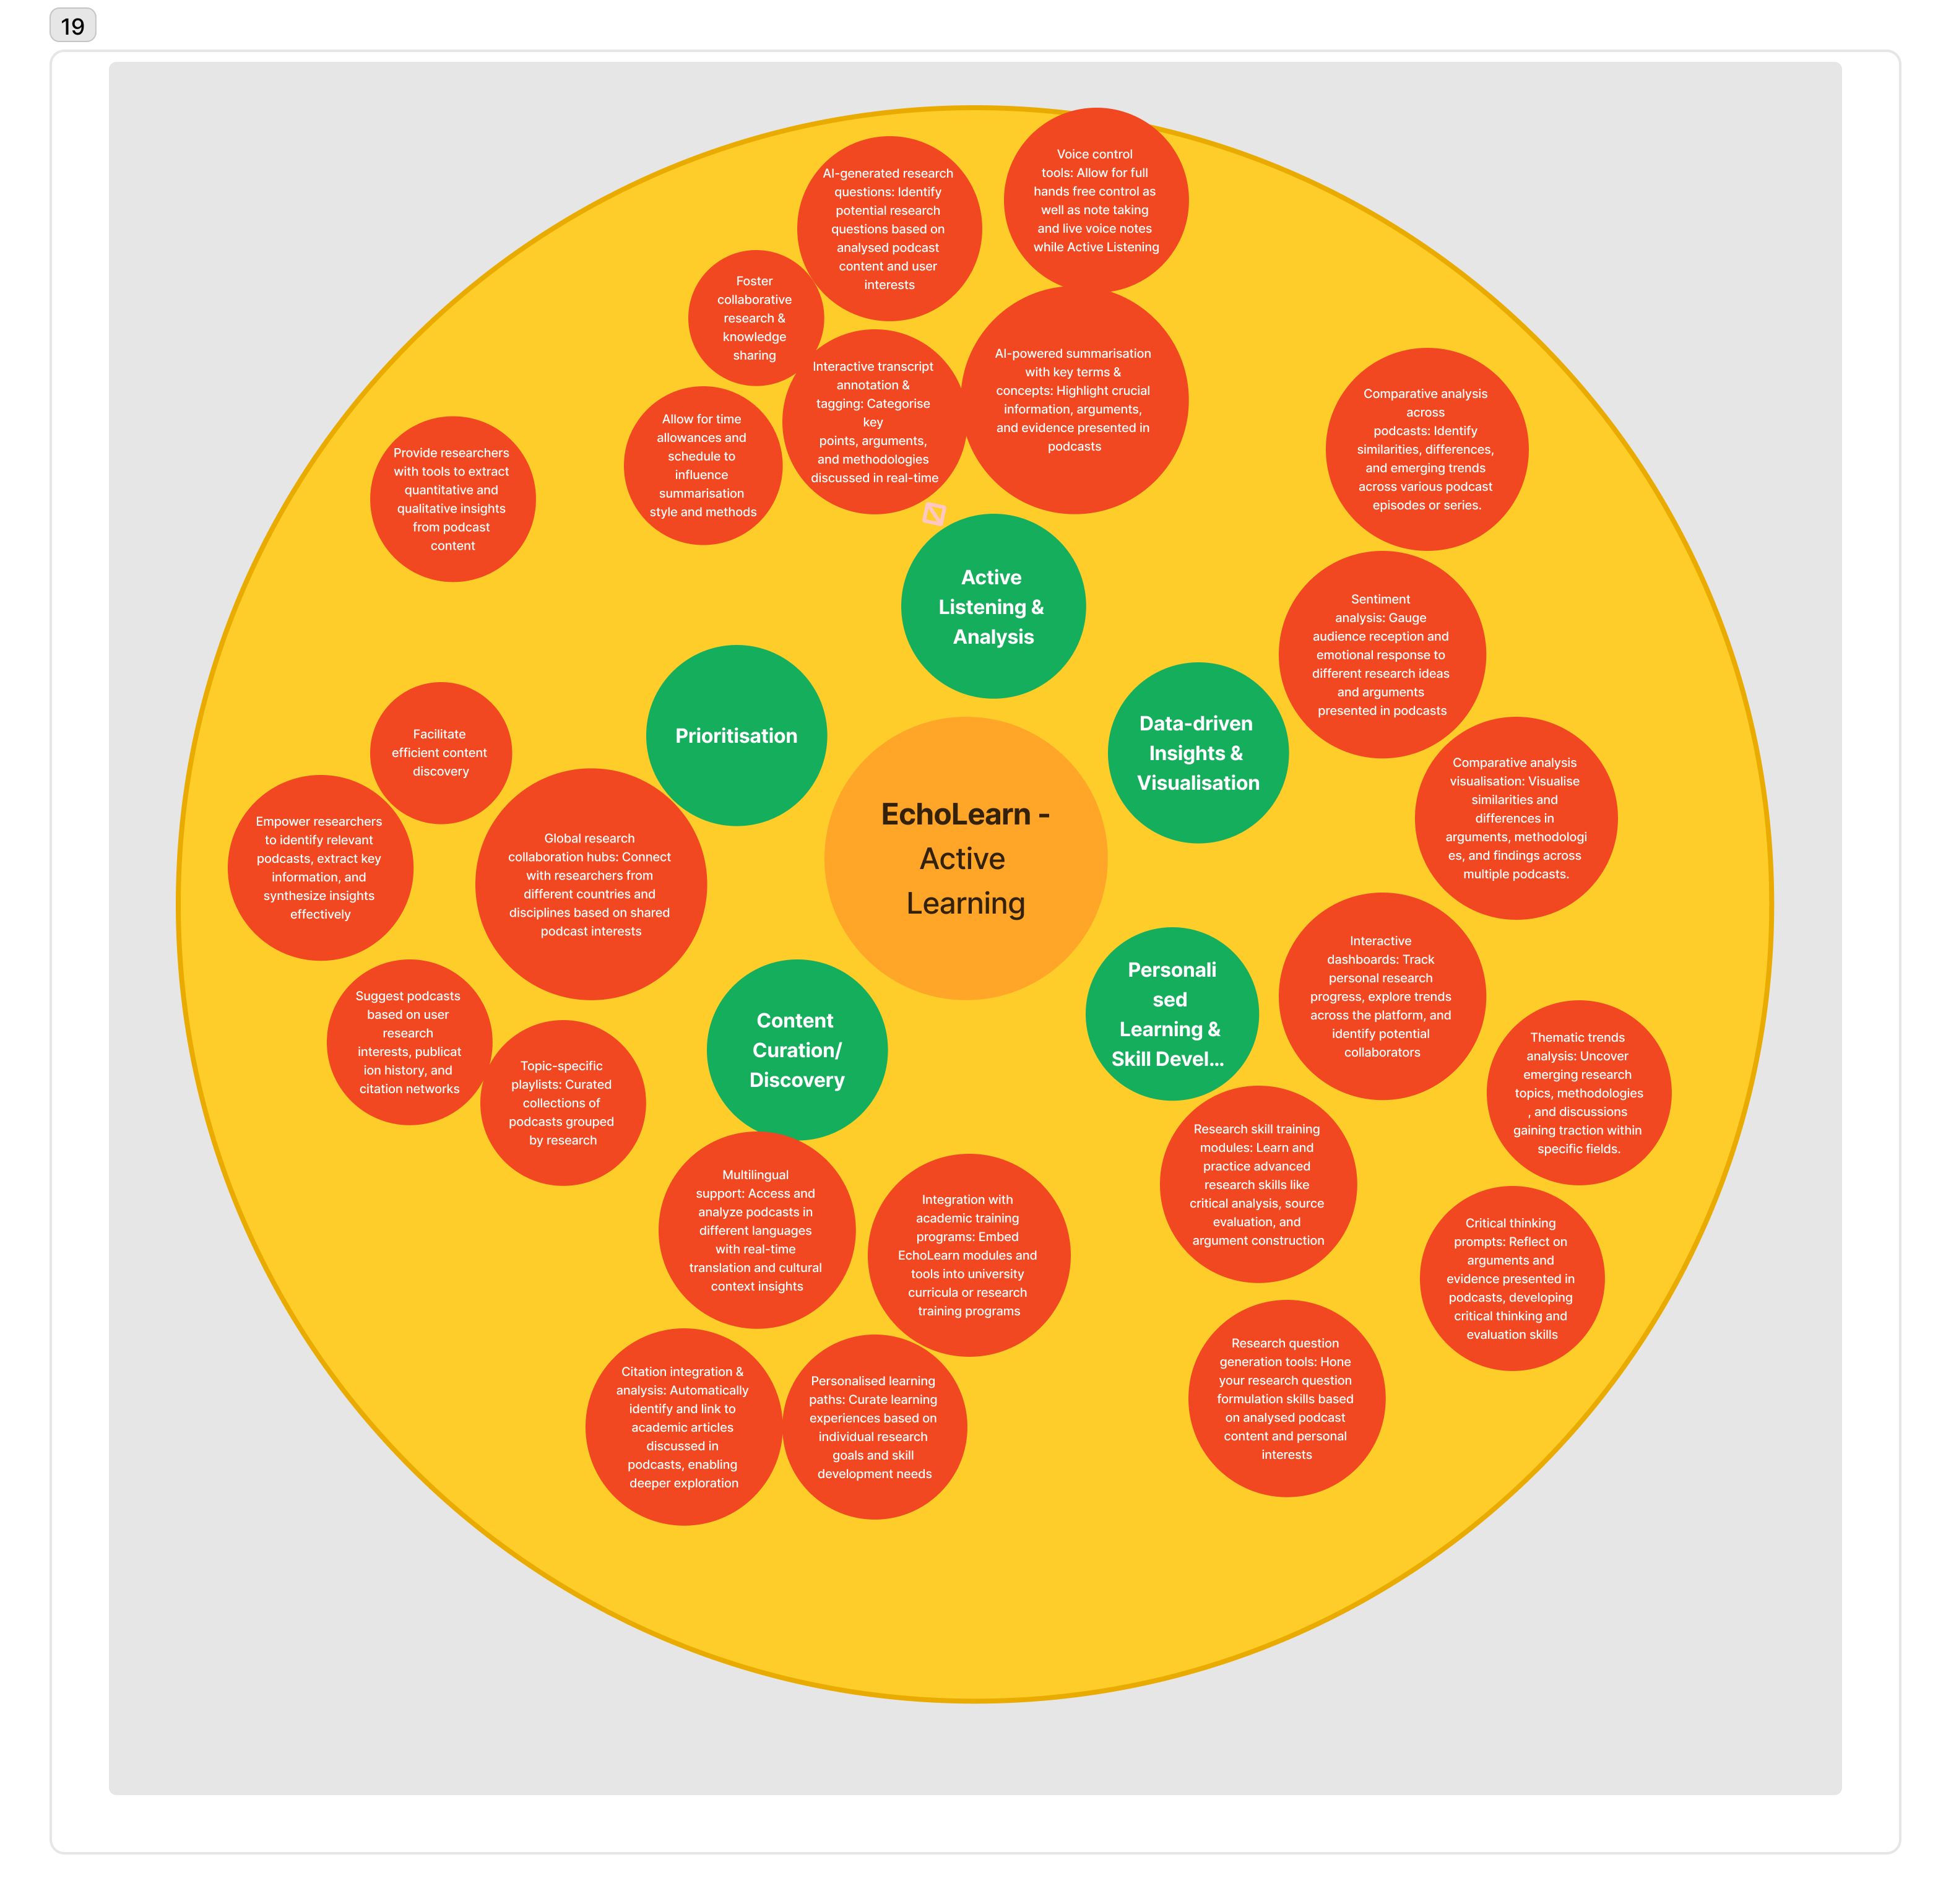 19
Voice control
tools: Allow for full
hands free control as
well as note taking
and live voice notes
while Active Listening
AI-generated research
questions: Identify
potential research
questions based on
analysed podcast
content and user
interests
Foster
collaborative
research &
knowledge
sharing
Interactive transcript
annotation &
tagging: Categorise
key
points, arguments,
and methodologies
discussed in real-time
AI-powered summarisation
with key terms &
concepts: Highlight crucial
information, arguments,
and evidence presented in
podcasts
Allow for time
allowances and
schedule to
influence
summarisation
style and methods
Provide researchers
with tools to extract
quantitative and
qualitative insights
from podcast
content
Comparative analysis
across
podcasts: Identify
similarities, differences,
and emerging trends
across various podcast
episodes or series.
Active
Listening &
Analysis
Sentiment
analysis: Gauge
audience reception and
emotional response to
different research ideas
and arguments
presented in podcasts
Prioritisation
Data-driven
Insights &
Visualisation
Facilitate
efficient content
discovery
Comparative analysis
visualisation: Visualise
similarities and
differences in
arguments, methodologi
es, and findings across
multiple podcasts.
Empower researchers
to identify relevant
podcasts, extract key
information, and
synthesize insights
effectively
Global research
collaboration hubs: Connect
with researchers from
different countries and
disciplines based on shared
podcast interests
EchoLearn -
Active
Learning
Interactive
dashboards: Track
personal research
progress, explore trends
across the platform, and
identify potential
collaborators
Personali
sed
Learning &
Skill Devel...
Suggest podcasts
based on user
research
interests, publicat
ion history, and
citation networks
Content
Curation/
Discovery
Topic-specific
playlists: Curated
collections of
podcasts grouped
by research
Thematic trends
analysis: Uncover
emerging research
topics, methodologies
, and discussions
gaining traction within
specific fields.
Research skill training
modules: Learn and
practice advanced
research skills like
critical analysis, source
evaluation, and
argument construction
Multilingual
support: Access and
analyze podcasts in
different languages
with real-time
translation and cultural
context insights
Integration with
academic training
programs: Embed
EchoLearn modules and
tools into university
curricula or research
training programs
Critical thinking
prompts: Reflect on
arguments and
evidence presented in
podcasts, developing
critical thinking and
evaluation skills
Research question
generation tools: Hone
your research question
formulation skills based
on analysed podcast
content and personal
interests
Citation integration &
analysis: Automatically
identify and link to
academic articles
discussed in
podcasts, enabling
deeper exploration
Personalised learning
paths: Curate learning
experiences based on
individual research
goals and skill
development needs